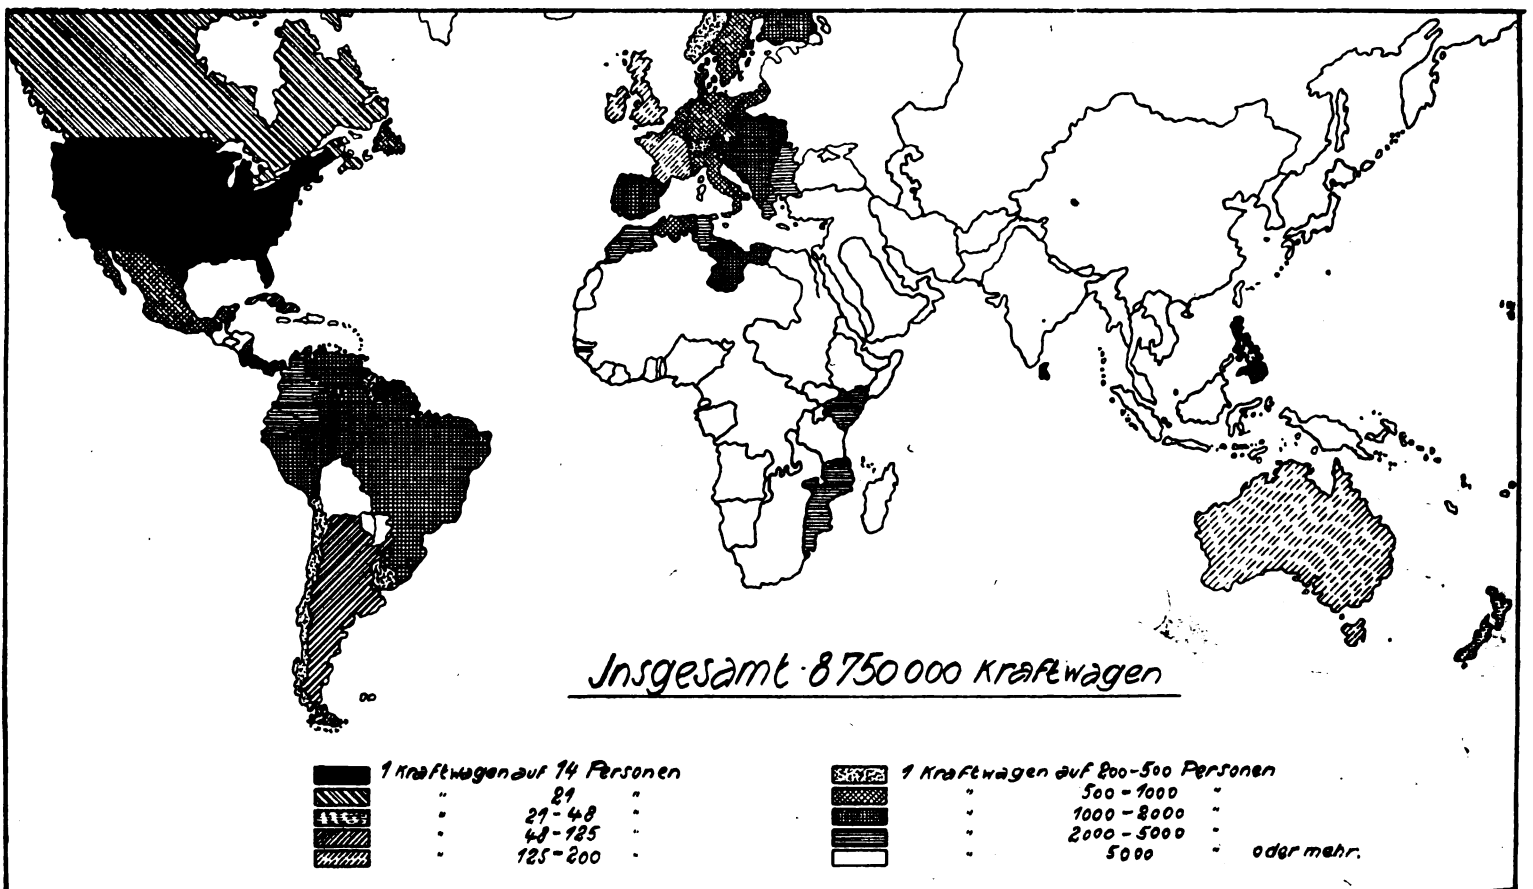 Insgesamt 8750000 Kraftwagen
1 Kraftwagen auf 14 Personen
" 21 "
" 21-48 "
" 48-125 "
" 125-200 "
1 Kraftwagen auf 200-500 Personen
" 500-1000 "
" 1000-2000 "
" 2000-5000 "
" 5000 " oder mehr.